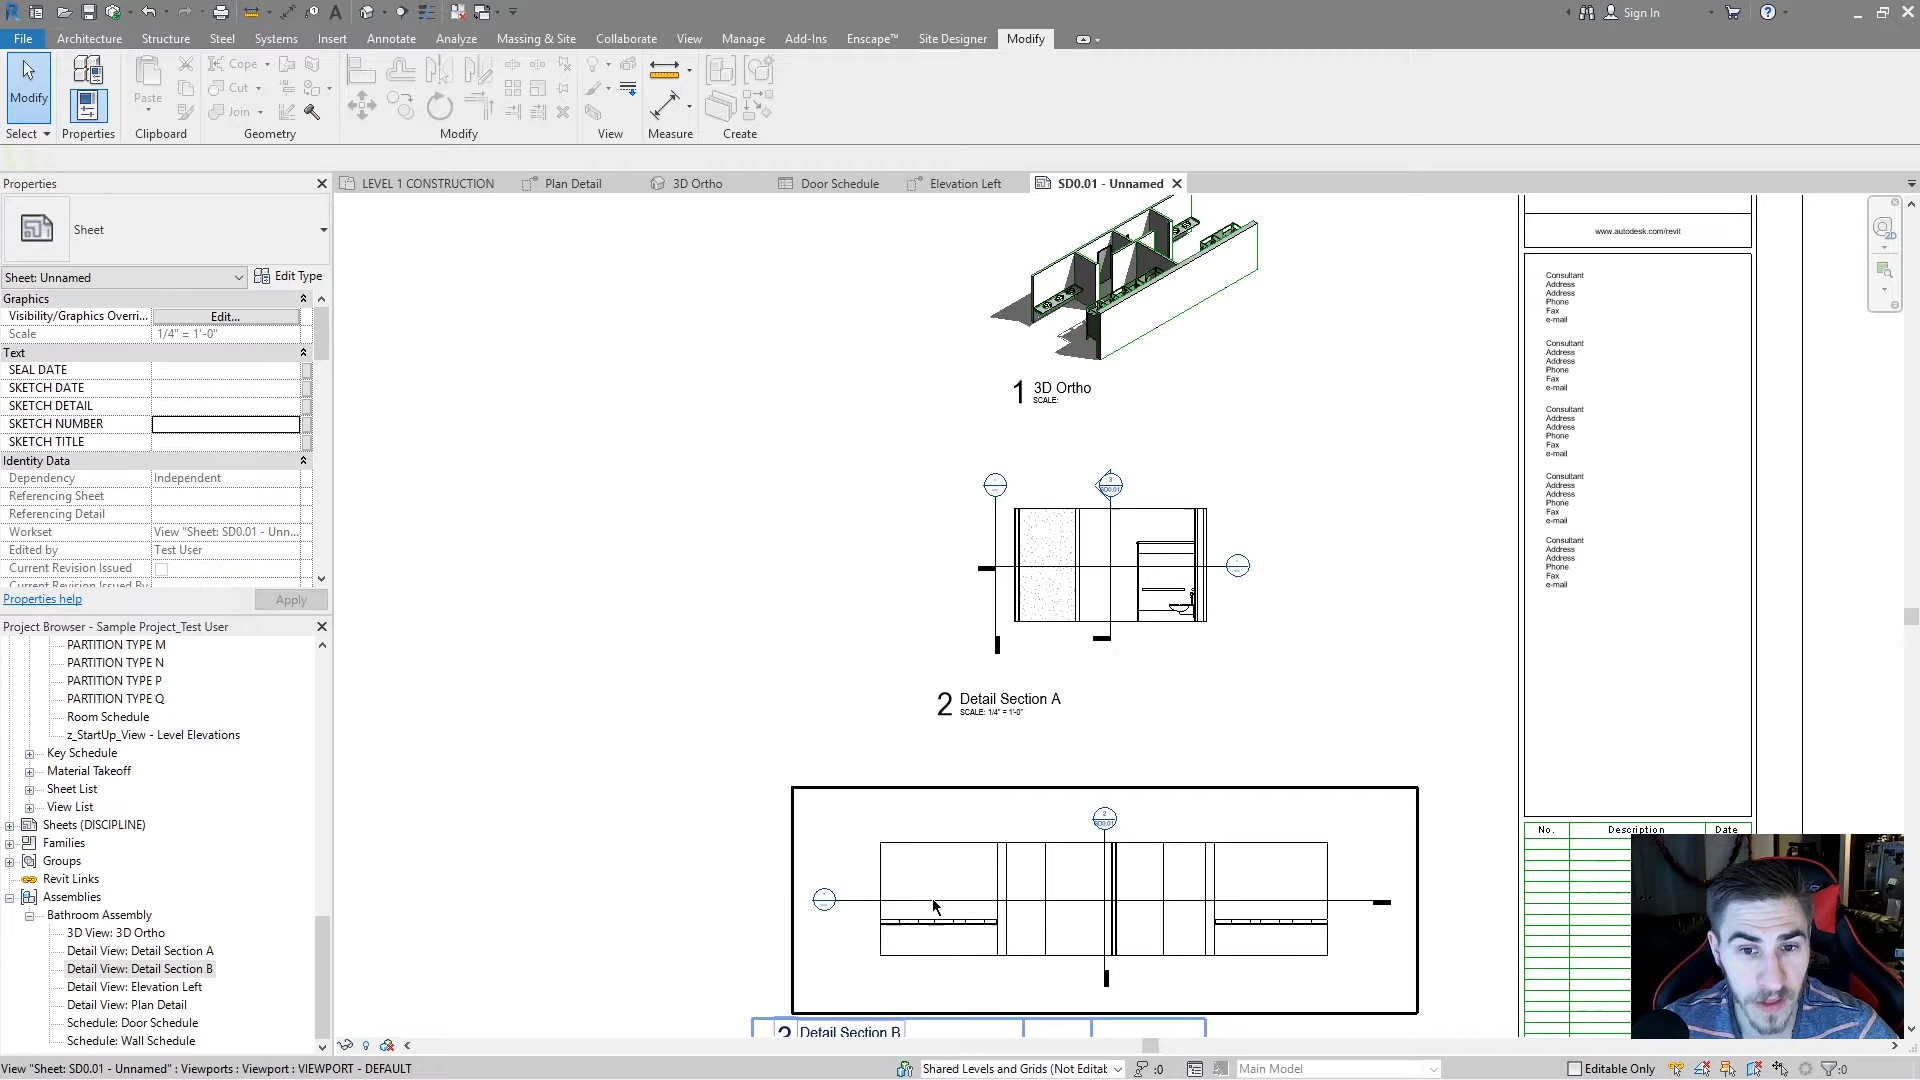 Sign In
File
Architecture
Structure
Steel
Systems
Insert
Annotate
Analyze
Massing & Site
Collaborate
View
Manage
Add-Ins
Enscape™
Site Designer
Modify
Modify
Select
Properties
Paste
Clipboard
Cope
Cut
Join
Geometry
Modify
View
Measure
Create
Properties
LEVEL 1 CONSTRUCTION
Plan Detail
3D Ortho
Door Schedule
Elevation Left
SD0.01 - Unnamed
Sheet
Sheet: Unnamed
Edit Type
Graphics
Visibility/Graphics Overri...
Edit...
Scale
1/4" = 1'-0"
Text
SEAL DATE
SKETCH DATE
SKETCH DETAIL
SKETCH NUMBER
SKETCH TITLE
Identity Data
Dependency
Independent
Referencing Sheet
Referencing Detail
Workset
View "Sheet: SD0.01 - Unn...
Edited by
Test User
Current Revision Issued
Current Revision Issued By
Properties help
Apply
Project Browser - Sample Project_Test User
PARTITION TYPE M
PARTITION TYPE N
PARTITION TYPE P
PARTITION TYPE Q
Room Schedule
z_StartUp_View - Level Elevations
Key Schedule
Material Takeoff
Sheet List
View List
Sheets (DISCIPLINE)
Families
Groups
Revit Links
Assemblies
Bathroom Assembly
3D View: 3D Ortho
Detail View: Detail Section A
Detail View: Detail Section B
Detail View: Elevation Left
Detail View: Plan Detail
Schedule: Door Schedule
Schedule: Wall Schedule
1 3D Ortho
SCALE:
3
SD0.01
2 Detail Section A
SCALE: 1/4" = 1'-0"
2
SD0.01
Detail Section B
www.autodesk.com/revit
Consultant
Address
Address
Phone
Fax
e-mail
Consultant
Address
Address
Phone
Fax
e-mail
Consultant
Address
Address
Phone
Fax
e-mail
Consultant
Address
Address
Phone
Fax
e-mail
Consultant
Address
Address
Phone
Fax
e-mail
No. Description Date
View "Sheet: SD0.01 - Unnamed" : Viewports : Viewport : VIEWPORT - DEFAULT
Shared Levels and Grids (Not Editab
:0
Main Model
Editable Only
:0